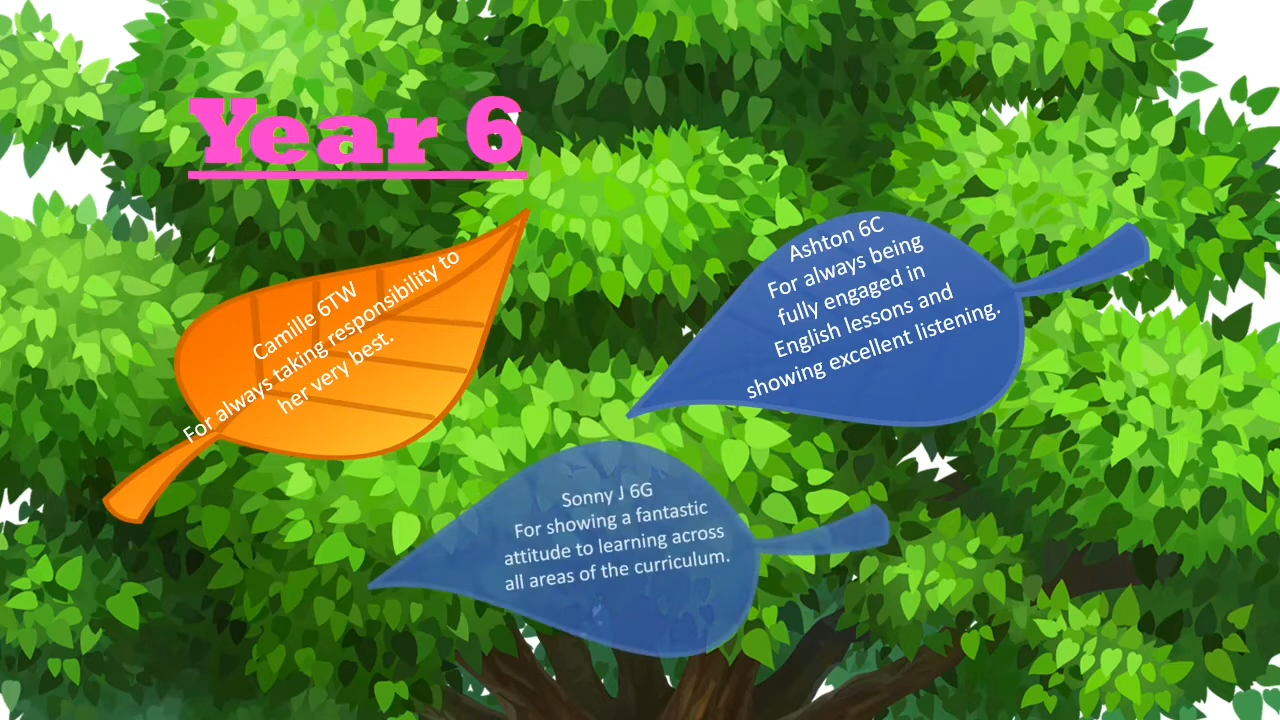 Year 6
Camille 6TW
For always taking responsibility to
her very best.
Ashton 6C
For always being
fully engaged in
English lessons and
showing excellent listening.
Sonny J 6G
For showing a fantastic
attitude to learning across
all areas of the curriculum.